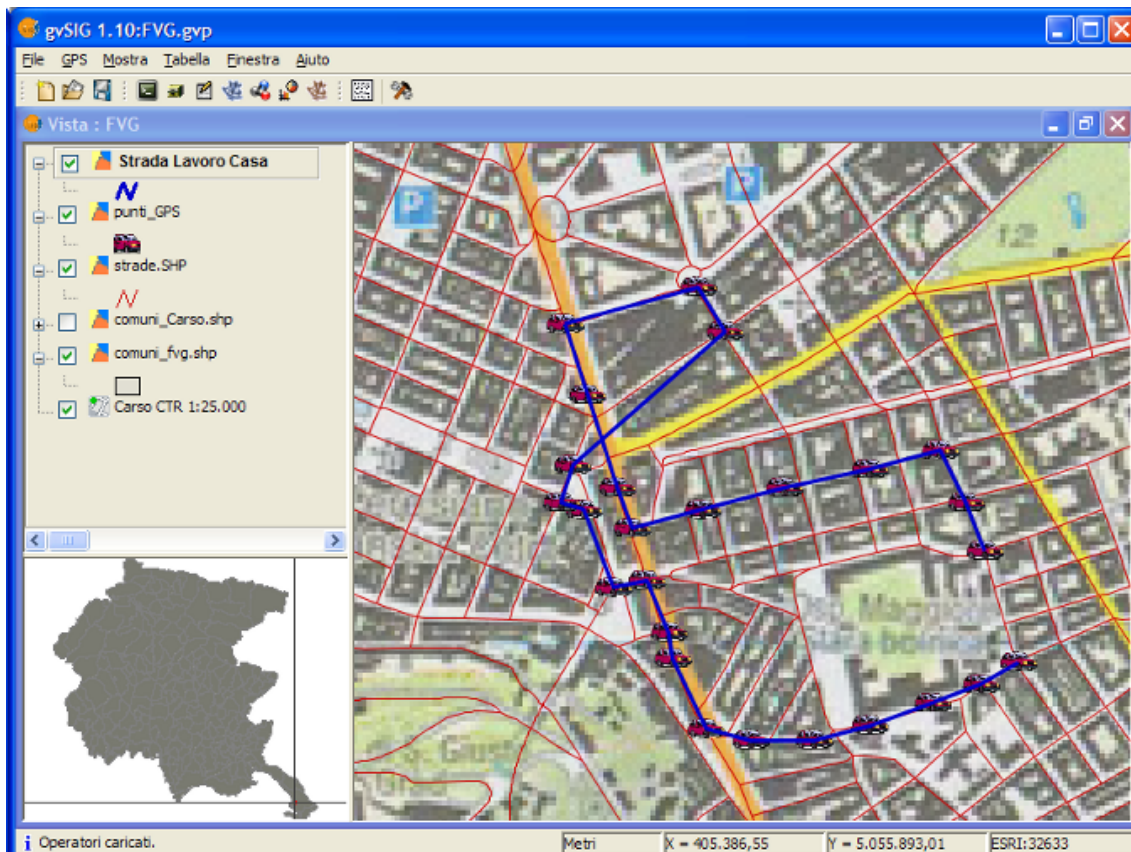 gvSIG 1.10:FVG.gvp
File GPS Mostra Tabella Finestra Aiuto
Vista : FVG
Strada Lavoro Casa
punti_GPS
strade.SHP
comuni_Carso.shp
comuni_fvg.shp
Carso CTR 1:25.000
P
P
Operatori caricati.
Metri
X = 405.386,55
Y = 5.055.893,01
ESRI:32633